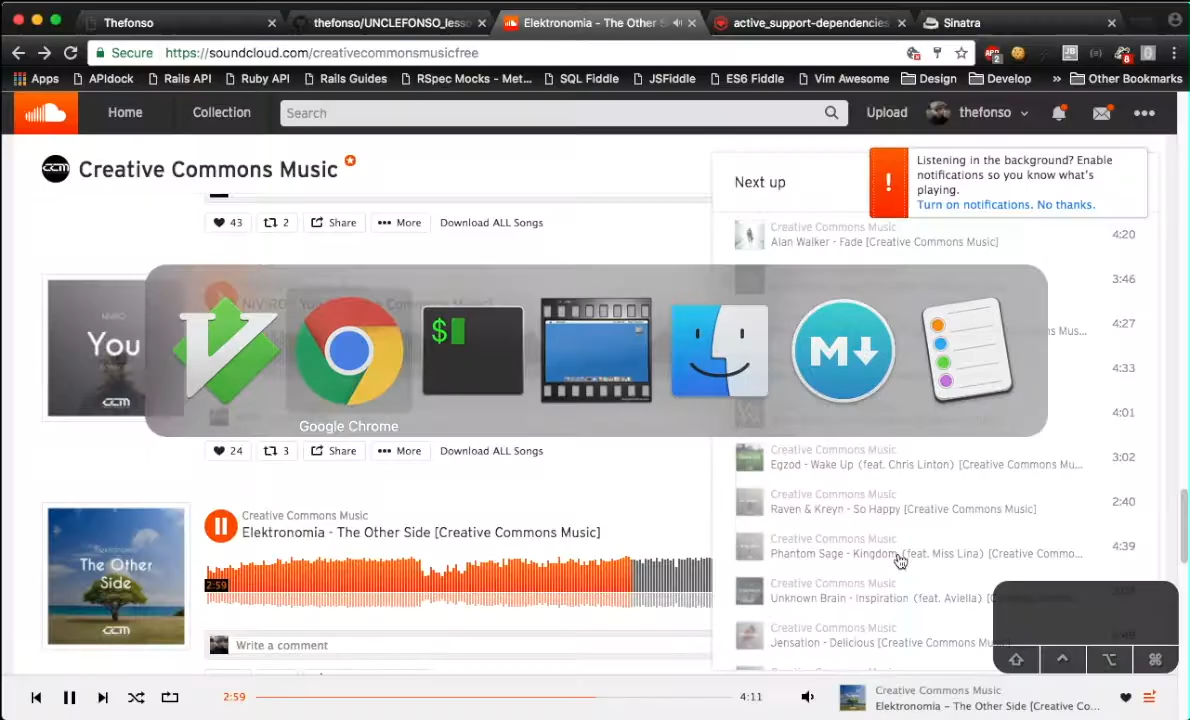 Thefonso
thefonso/UNCLEFONSO_lesso
Elektronomia - The Other S
active_support-dependencies
Sinatra
Secure https://soundcloud.com/creativecommonsmusicfree
Apps APIdock Rails API Ruby API Rails Guides RSpec Mocks - Met... SQL Fiddle JSFiddle ES6 Fiddle Vim Awesome Design Develop » Other Bookmarks
Home Collection Search Upload thefonso
CCM Creative Commons Music
Next up
Listening in the background? Enable
notifications so you know what's
playing.
Turn on notifications. No thanks.
43 2 Share More Download ALL Songs
Creative Commons Music
Alan Walker - Fade [Creative Commons Music] 4:20
3:46
You
CCM
Mus... 4:27
4:33
4:01
$
M
Google Chrome
24 3 Share More Download ALL Songs
Creative Commons Music
Egzod - Wake Up (feat. Chris Linton) [Creative Commons Mu... 3:02
Creative Commons Music
Raven & Kreyn - So Happy [Creative Commons Music] 2:40
Creative Commons Music
Phantom Sage - Kingdom (feat. Miss Lina) [Creative Commo... 4:39
Creative Commons Music
Unknown Brain - Inspiration (feat. Aviella) [C
Creative Commons Music
Jensation - Delicious [Creative Commons Music]
Elektronomia
The Other
Side
CCM
Creative Commons Music
Elektronomia - The Other Side [Creative Commons Music]
2:59
Write a comment
2:59 4:11
Creative Commons Music
Elektronomia - The Other Side [Creative Co...